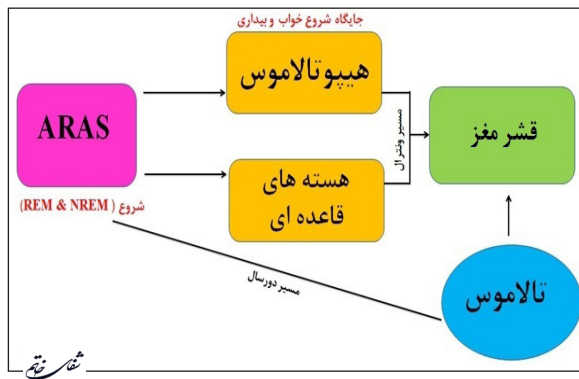 جایگاه شروع خواب وبیداری
هیپوتالاموس
ARAS
مسیر ونترال
قشر مغز
هسته های
قاعده ای
شروع ( REM & NREM)
مسیر دورسال
تالاموس
شفای خاتم